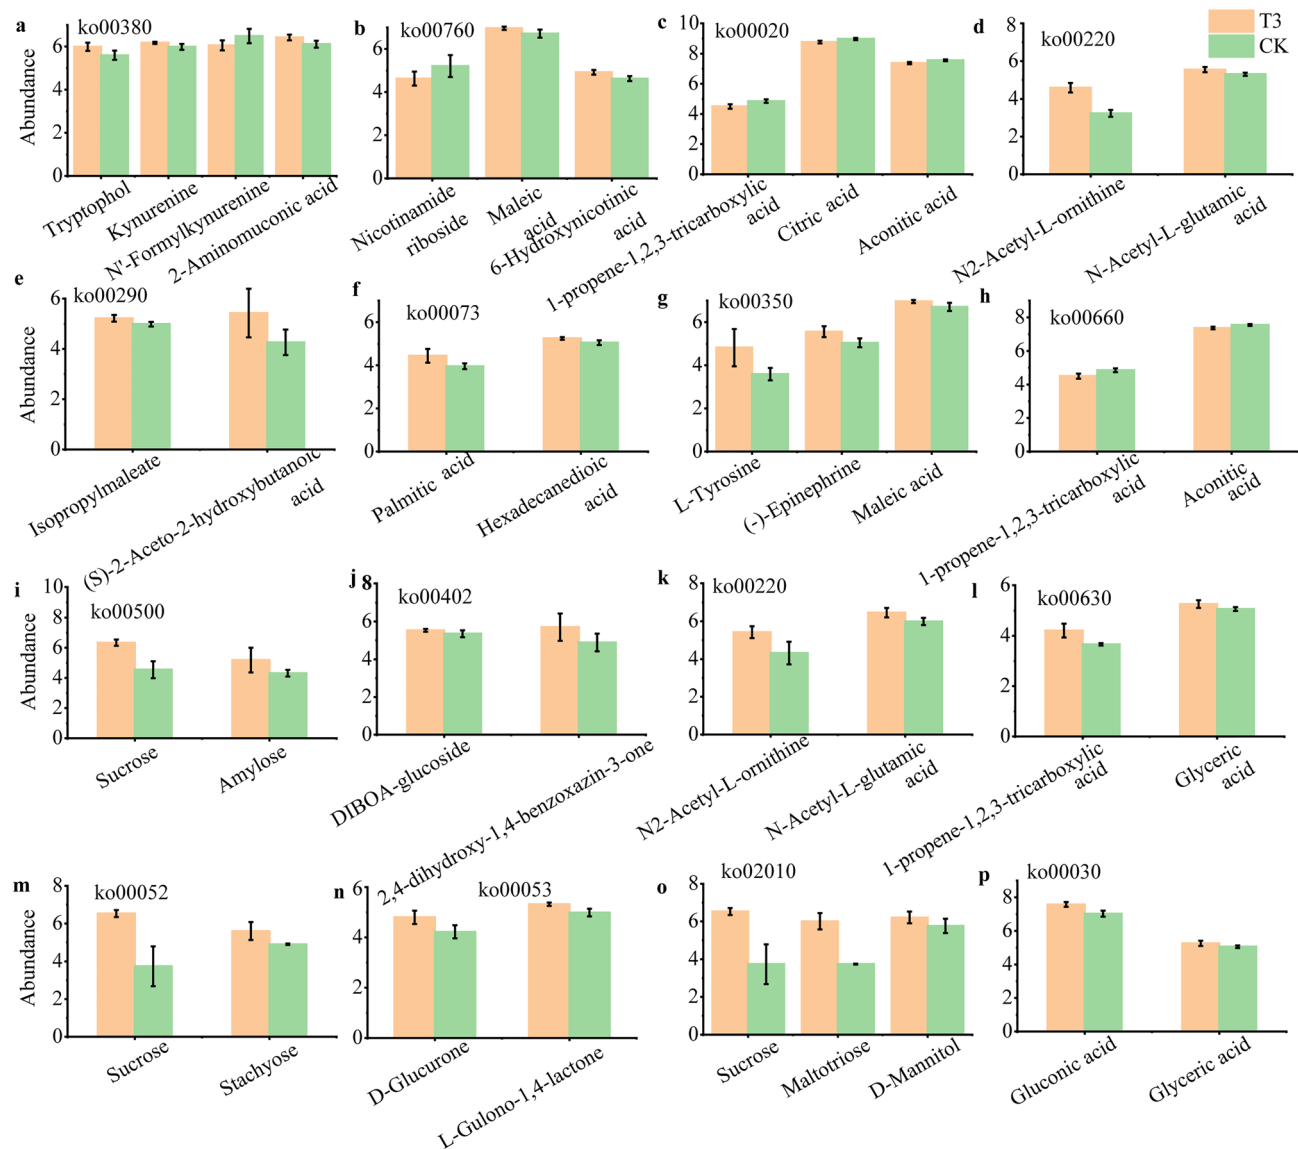 a
ko00380
Abundance
6
4
2
0
Tryptophol
Kynurenine
N'-Formylkynurenine
2-Aminomuconic acid
b
ko00760
6
4
2
0
Nicotinamide
riboside
Maleic
acid
6-Hydroxynicotinic
acid
c
ko00020
10
8
6
4
2
0
1-propene-1,2,3-tricarboxylic
acid
Citric acid
Aconitic acid
d
ko00220
8
6
4
2
0
N2-Acetyl-L-ornithine
N-Acetyl-L-glutamic
acid
T3
CK
e
ko00290
Abundance
6
4
2
0
Isopropylmaleate
(S)-2-Aceto-2-hydroxybutanoic
acid
f
ko00073
6
4
2
0
Palmitic acid
Hexadecanedioic
acid
g
ko00350
6
4
2
0
L-Tyrosine
(-)-Epinephrine
Maleic acid
h
ko00660
8
6
4
2
0
1-propene-1,2,3-tricarboxylic
acid
Aconitic
acid
i
ko00500
Abundance
10
8
6
4
2
0
Sucrose
Amylose
j
ko00402
8
6
4
2
0
DIBOA-glucoside
2,4-dihydroxy-1,4-benzoxazin-3-one
k
ko00220
8
6
4
2
0
N2-Acetyl-L-ornithine
N-Acetyl-L-glutamic
acid
l
ko00630
6
4
2
0
1-propene-1,2,3-tricarboxylic
acid
Glyceric
acid
m
ko00052
Abundance
8
6
4
2
0
Sucrose
Stachyose
n
ko00053
6
4
2
0
D-Glucurone
L-Gulono-1,4-lactone
o
ko02010
8
6
4
2
0
Sucrose
Maltotriose
D-Mannitol
p
ko00030
8
6
4
2
0
Gluconic acid
Glyceric acid